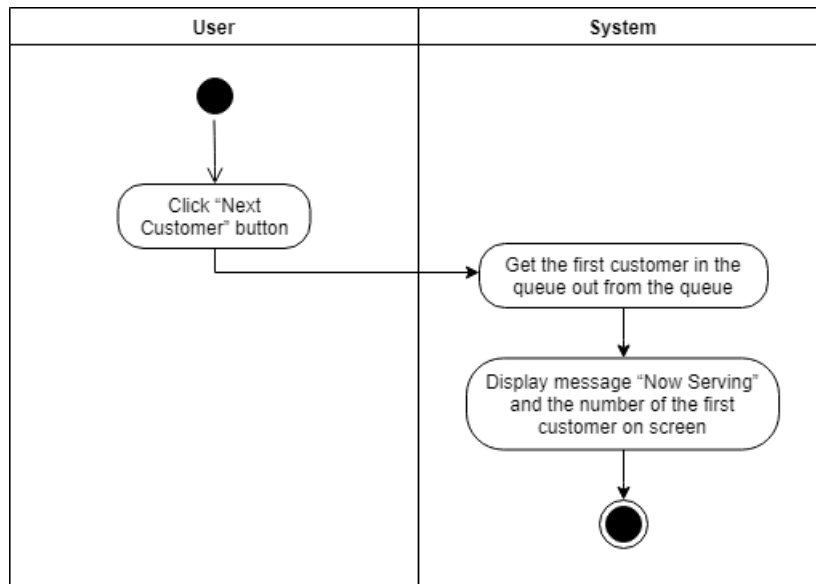 User
System
Click “Next
Customer” button
Get the first customer in the
queue out from the queue
Display message “Now Serving”
and the number of the first
customer on screen